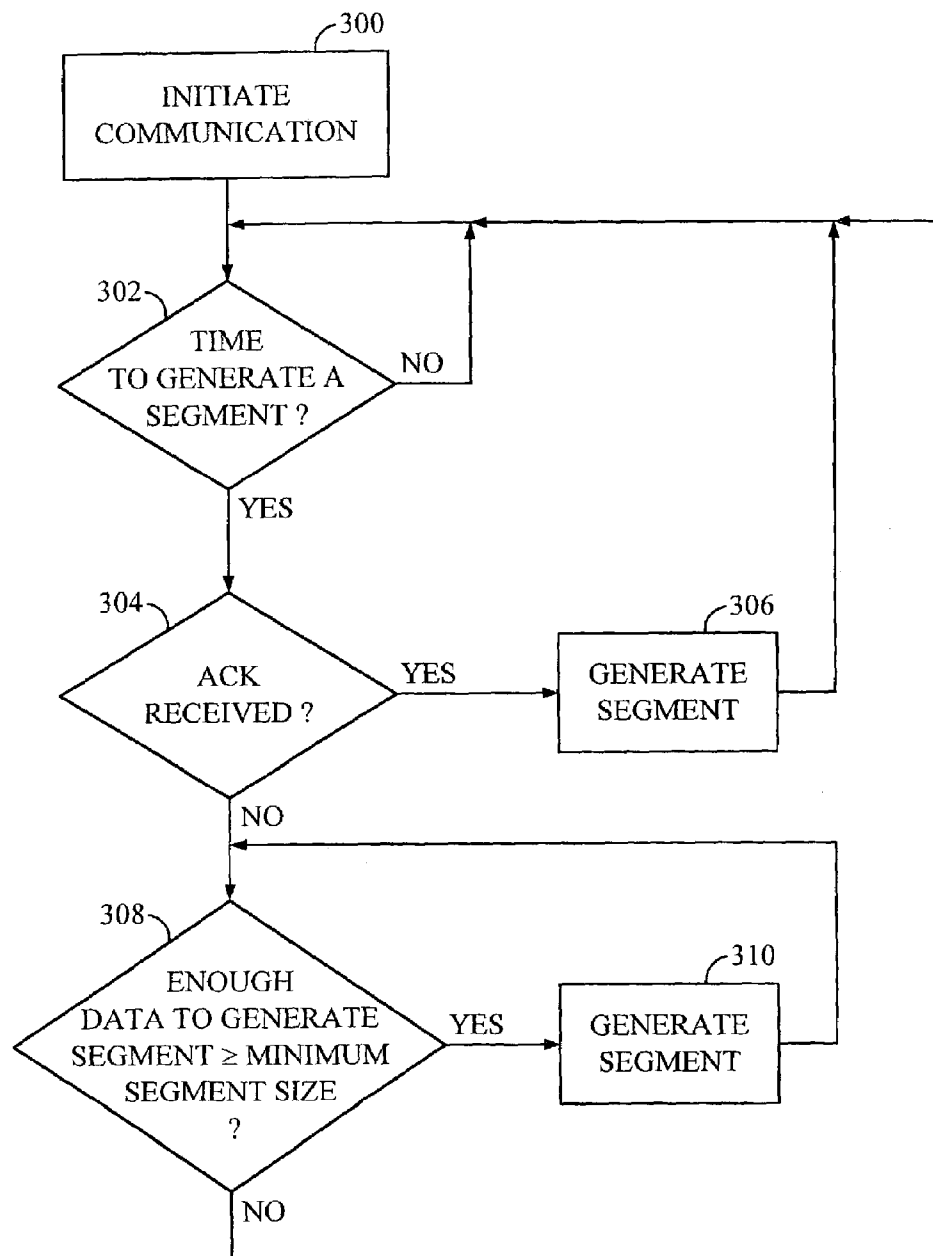 300
INITIATE
COMMUNICATION
302
TIME
TO GENERATE A
SEGMENT ?
NO
YES
304
ACK
RECEIVED ?
YES
306
GENERATE
SEGMENT
NO
308
ENOUGH
DATA TO GENERATE
SEGMENT ≥ MINIMUM
SEGMENT SIZE
?
YES
310
GENERATE
SEGMENT
NO